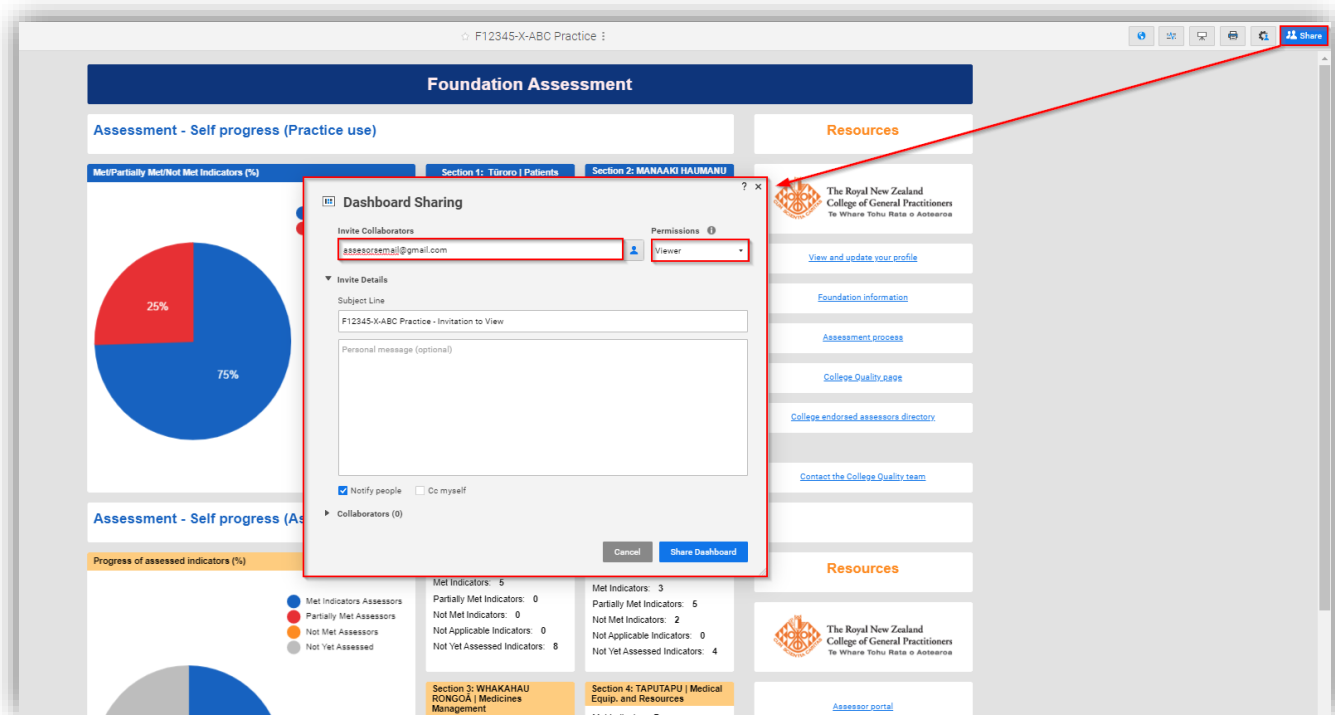 F12345-X-ABC Practice
Share
Foundation Assessment
Assessment - Self progress (Practice use)
Resources
Met/Partially Met/Not Met Indicators (%)
Section 1: Tūroro | Patients
Section 2: MANAAKI HAUMANU
25%
75%
? ×
Dashboard Sharing
Invite Collaborators
Permissions
assesorsemail@gmail.com
Viewer
Invite Details
Subject Line
F12345-X-ABC Practice - Invitation to View
Personal message (optional)
Notify people
Cc myself
Collaborators (0)
Cancel
Share Dashboard
The Royal New Zealand
College of General Practitioners
Te Whare Tohu Rata o Aotearoa
View and update your profile
Foundation information
Assessment process
College Quality page
College endorsed assessors directory
Contact the College Quality team
Assessment - Self progress (As
Progress of assessed indicators (%)
Met Indicators Assessors
Partially Met Assessors
Not Met Assessors
Not Yet Assessed
Met Indicators: 5
Partially Met Indicators: 0
Not Met Indicators: 0
Not Applicable Indicators: 0
Not Yet Assessed Indicators: 8
Met Indicators: 3
Partially Met Indicators: 5
Not Met Indicators: 2
Not Applicable Indicators: 0
Not Yet Assessed Indicators: 4
Resources
The Royal New Zealand
College of General Practitioners
Te Whare Tohu Rata o Aotearoa
Section 3: WHAKAHAU
RONGOĀ | Medicines
Management
Section 4: TAPUTAPU | Medical
Equip. and Resources
Assessor portal